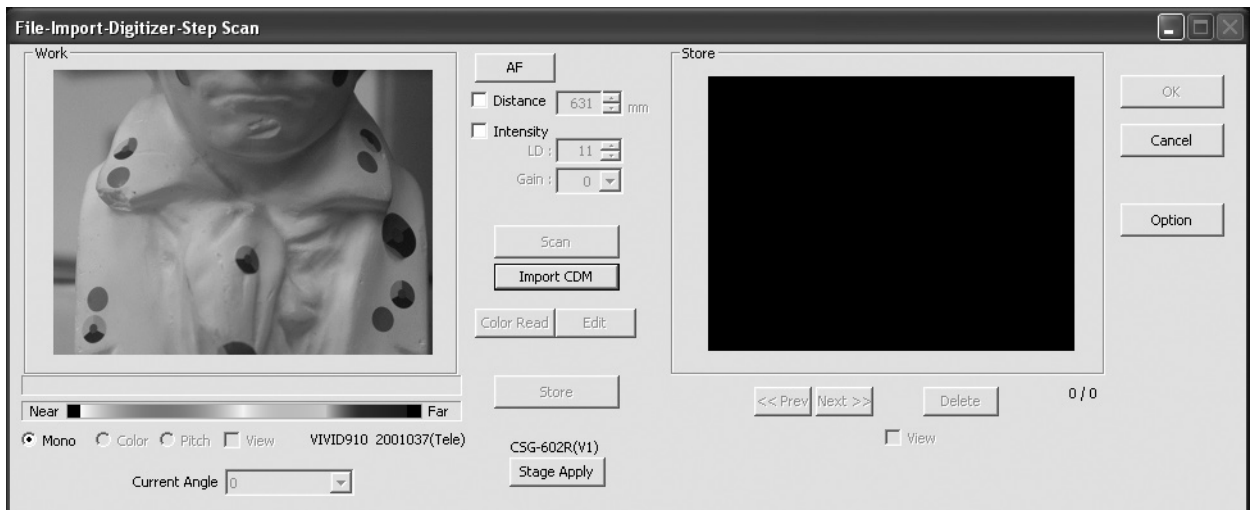 File-Import-Digitizer-Step Scan
Work
AF
Distance 631 mm
Intensity
LD : 11
Gain : 0
Scan
Import CDM
Color Read Edit
Store
Near Far
Mono Color Pitch View VIVID910 2001037(Tele)
CSG-602R(V1)
Stage Apply
Current Angle 0
Store
<< Prev Next >> Delete 0 / 0
View
OK
Cancel
Option